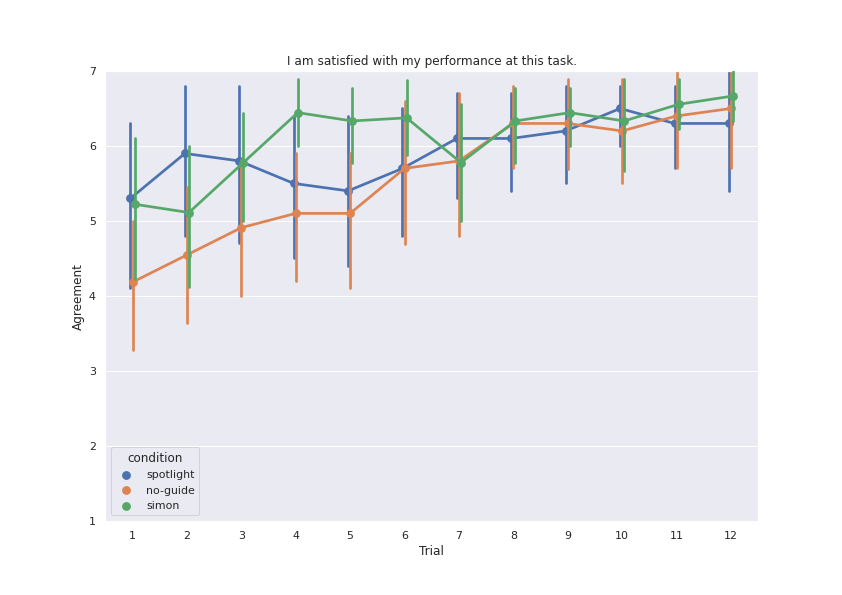 I am satisfied with my performance at this task.
7
6
5
4
3
2
1
Agreement
condition
spotlight
no-guide
simon
1 2 3 4 5 6 7 8 9 10 11 12
Trial